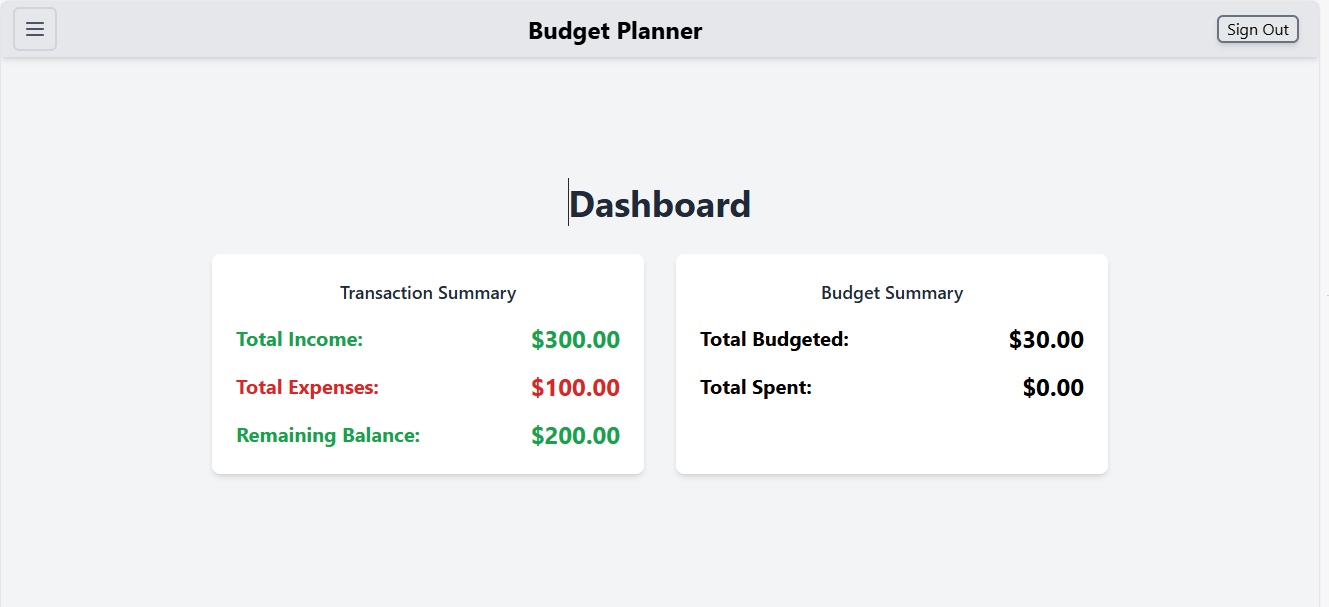 Budget Planner
Sign Out
Dashboard
Transaction Summary
Total Income: $300.00
Total Expenses: $100.00
Remaining Balance: $200.00
Budget Summary
Total Budgeted: $30.00
Total Spent: $0.00